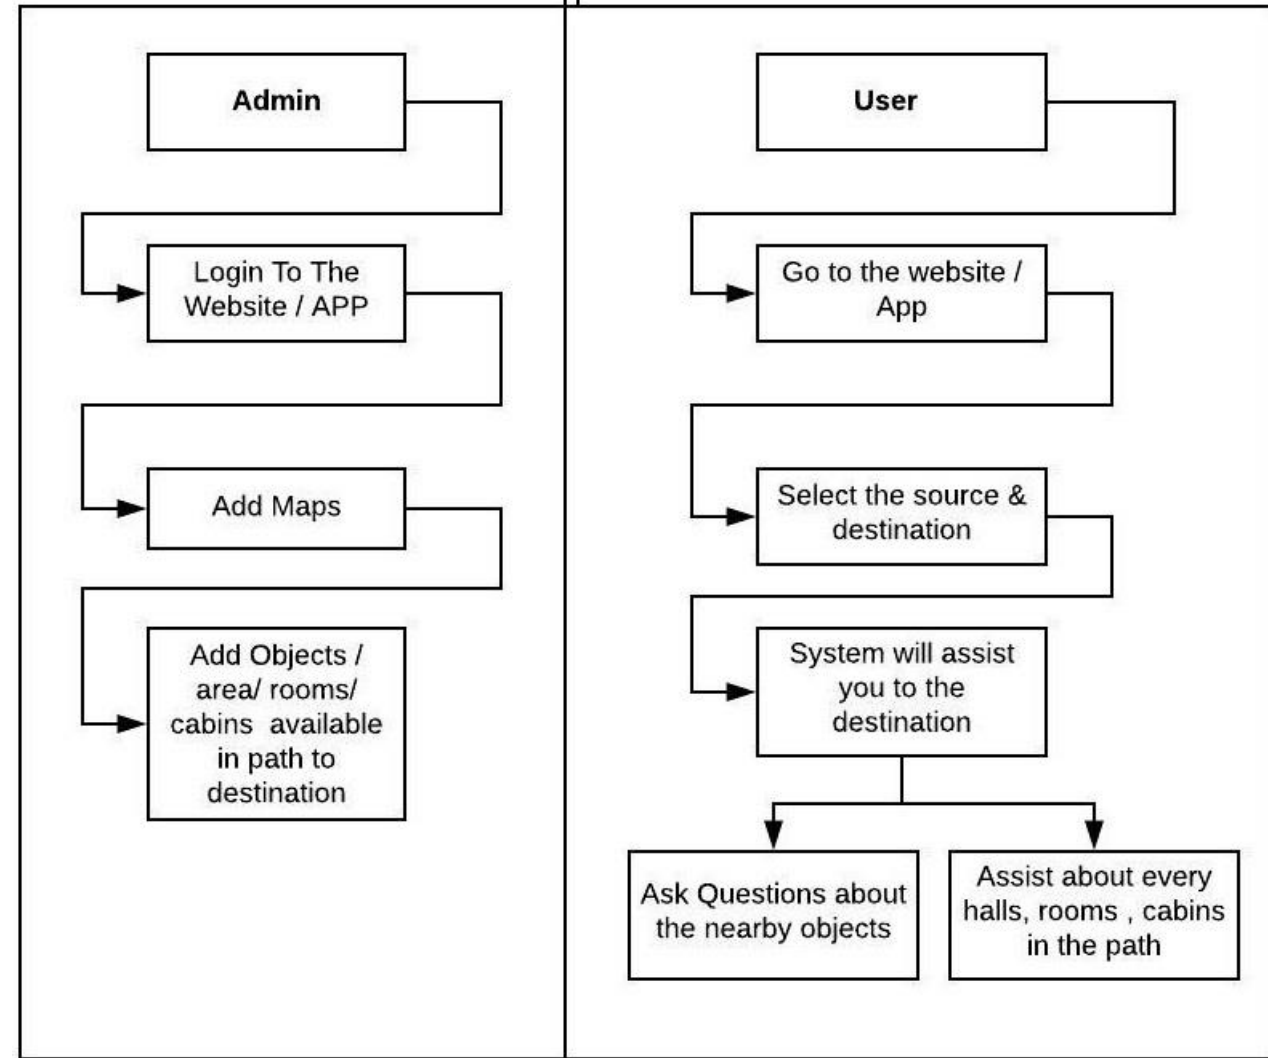 Admin
Login To The
Website / APP
Add Maps
Add Objects /
area/ rooms/
cabins  available
in path to
destination
User
Go to the website /
App
Select the source &
destination
System will assist
you to the
destination
Ask Questions about
the nearby objects
Assist about every
halls, rooms , cabins
in the path